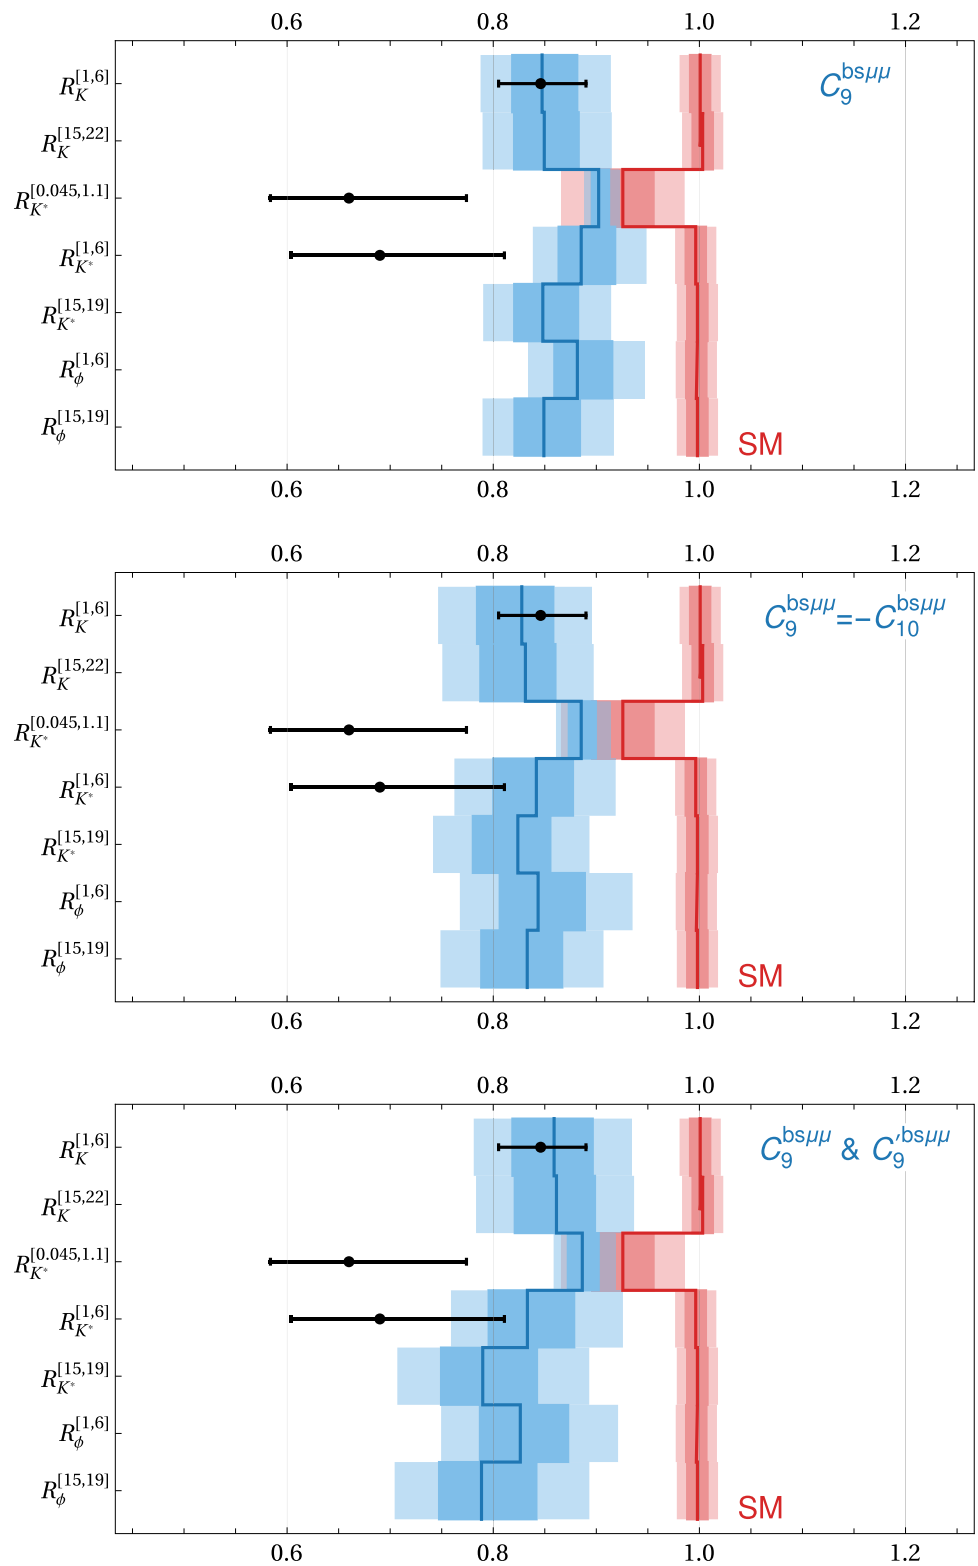 0.6 0.8 1.0 1.2
R_K^[1,6]
C_9^bsμμ
R_K^[15,22]
R_K*^[0.045,1.1]
R_K*^[1,6]
R_K*^[15,19]
R_ϕ^[1,6]
R_ϕ^[15,19]
SM
0.6 0.8 1.0 1.2
0.6 0.8 1.0 1.2
R_K^[1,6]
C_9^bsμμ=−C_10^bsμμ
R_K^[15,22]
R_K*^[0.045,1.1]
R_K*^[1,6]
R_K*^[15,19]
R_ϕ^[1,6]
R_ϕ^[15,19]
SM
0.6 0.8 1.0 1.2
0.6 0.8 1.0 1.2
R_K^[1,6]
C_9^bsμμ & C_9^′bsμμ
R_K^[15,22]
R_K*^[0.045,1.1]
R_K*^[1,6]
R_K*^[15,19]
R_ϕ^[1,6]
R_ϕ^[15,19]
SM
0.6 0.8 1.0 1.2